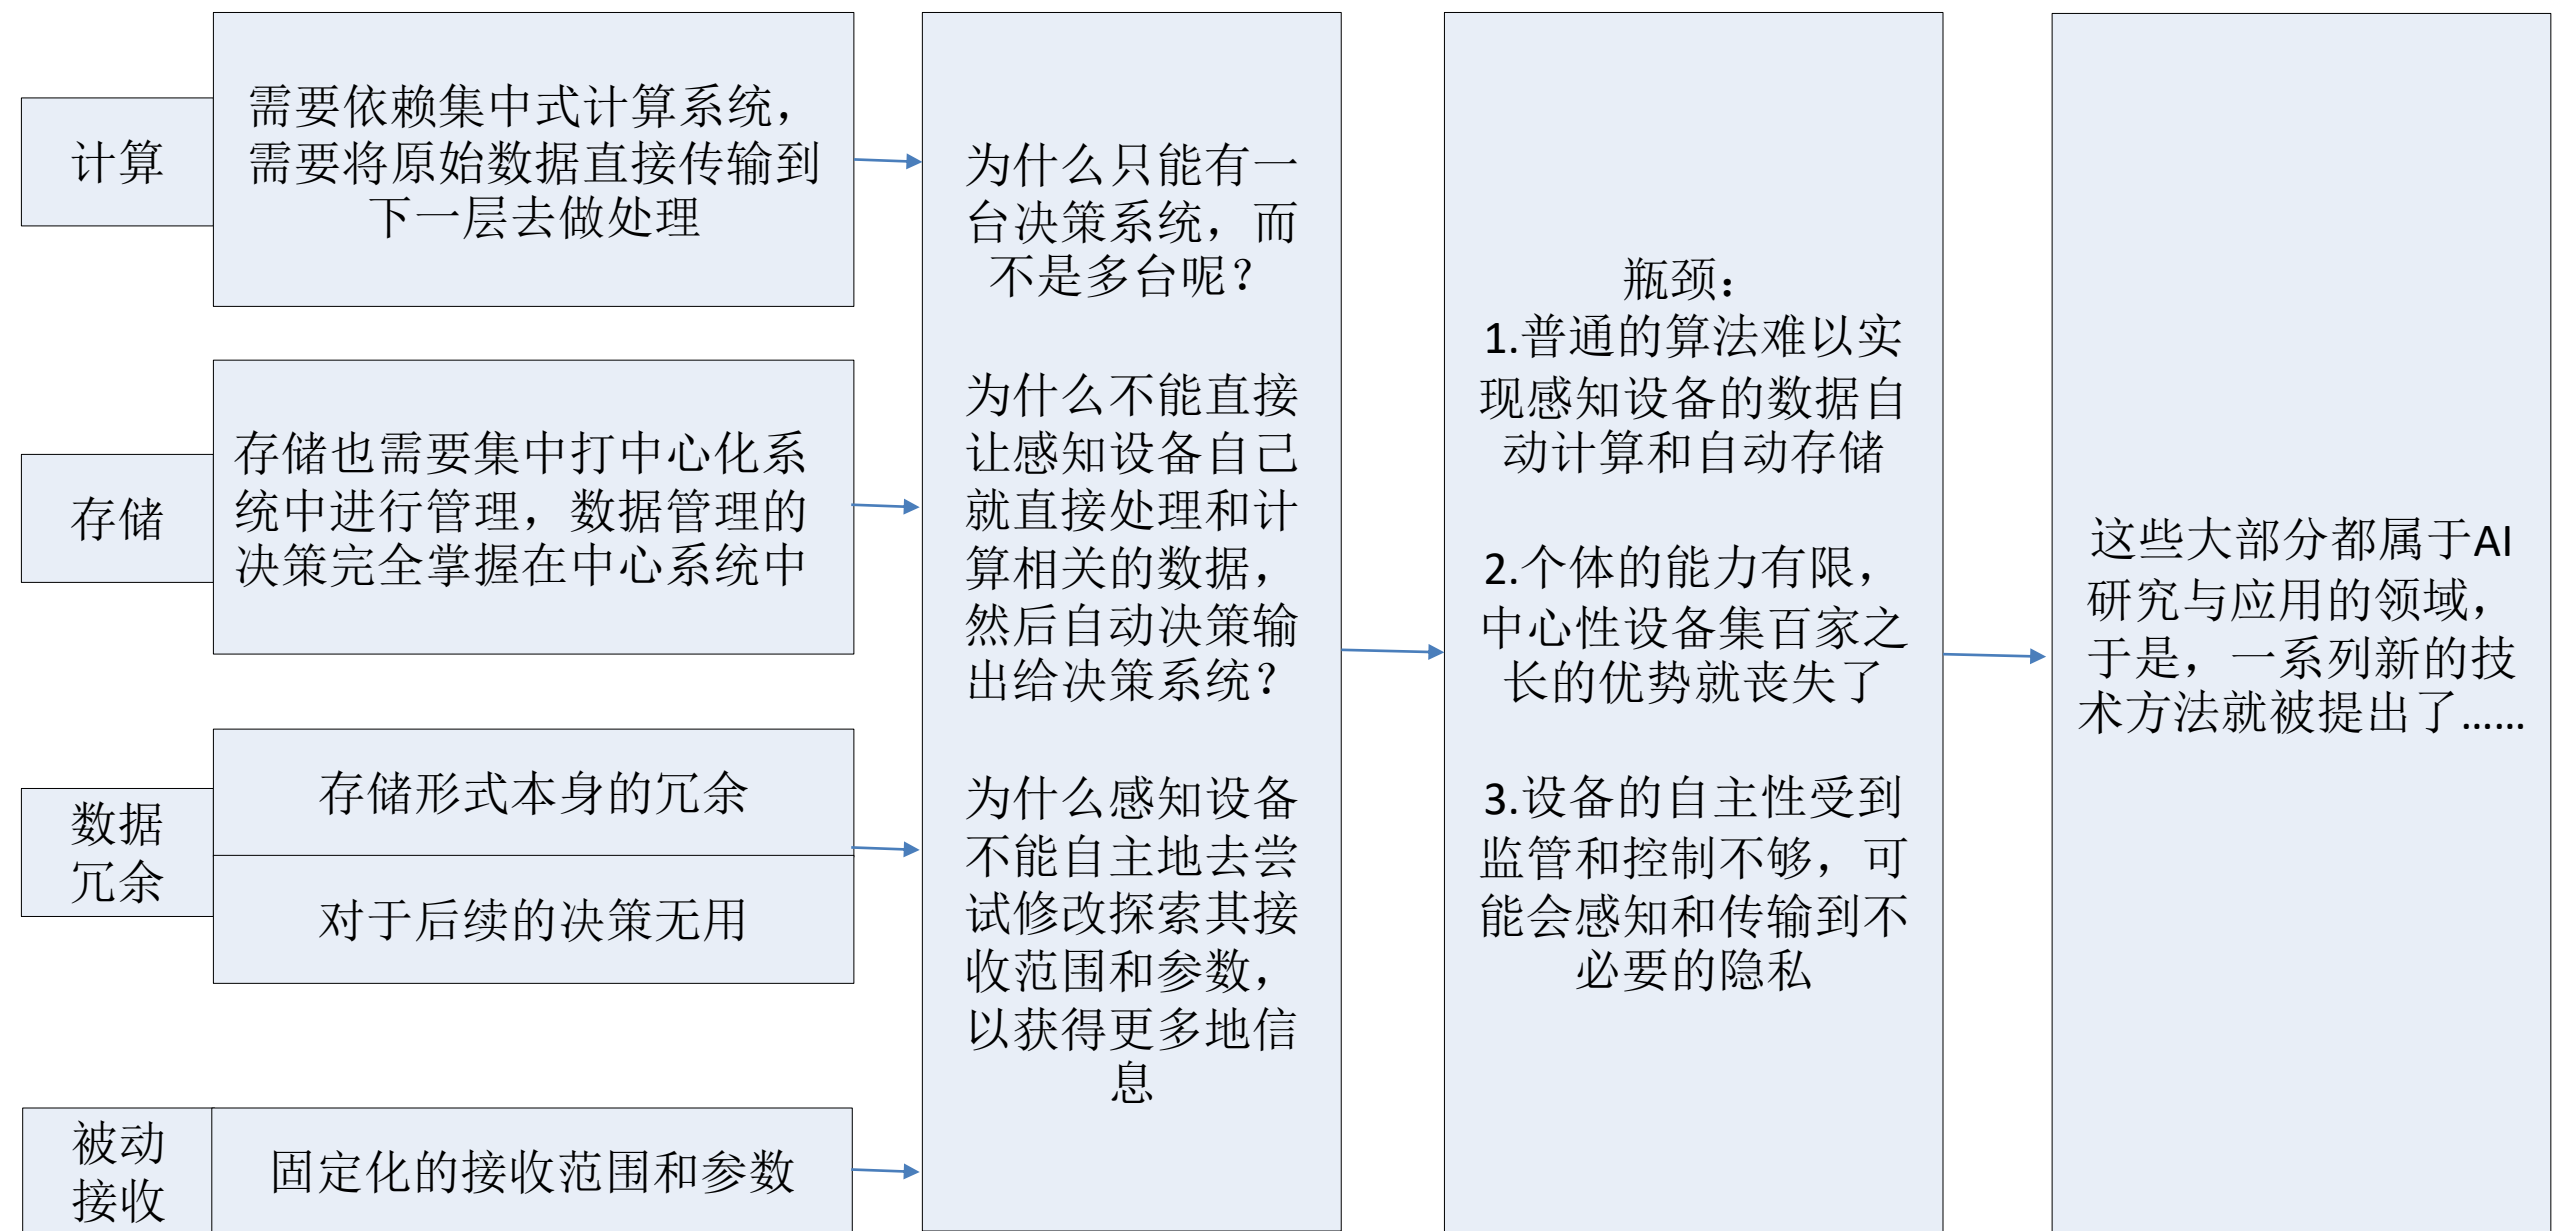 计算
需要依赖集中式计算系统，
需要将原始数据直接传输到
下一层去做处理
存储
存储也需要集中打中心化系
统中进行管理，数据管理的
决策完全掌握在中心系统中
数据
冗余
存储形式本身的冗余
对于后续的决策无用
被动
接收
固定化的接收范围和参数
为什么只能有一
台决策系统，而
不是多台呢？
为什么不能直接
让感知设备自己
就直接处理和计
算相关的数据，
然后自动决策输
出给决策系统？
为什么感知设备
不能自主地去尝
试修改探索其接
收范围和参数，
以获得更多地信
息
瓶颈：
1.普通的算法难以实
现感知设备的数据自
动计算和自动存储
2.个体的能力有限，
中心性设备集百家之
长的优势就丧失了
3.设备的自主性受到
监管和控制不够，可
能会感知和传输到不
必要的隐私
这些大部分都属于AI
研究与应用的领域，
于是，一系列新的技
术方法就被提出了……